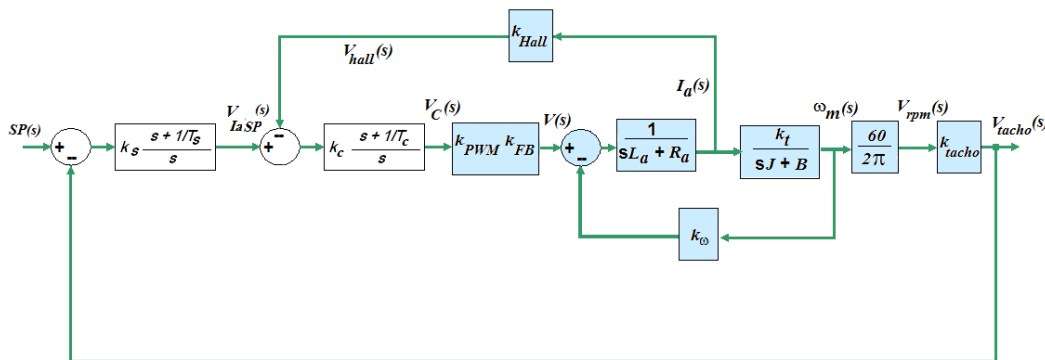 k_Hall
V_hall(s)
I_a(s)
SP(s)
+
−
k_s (s + 1/T_s)/s
V_IaSP(s)
+
−
k_c (s + 1/T_c)/s
V_C(s)
k_PWM k_FB
V(s)
+
−
1/(sL_a + R_a)
k_t/(sJ + B)
ω_m(s)
60/2π
V_rpm(s)
k_tacho
V_tacho(s)
k_ω